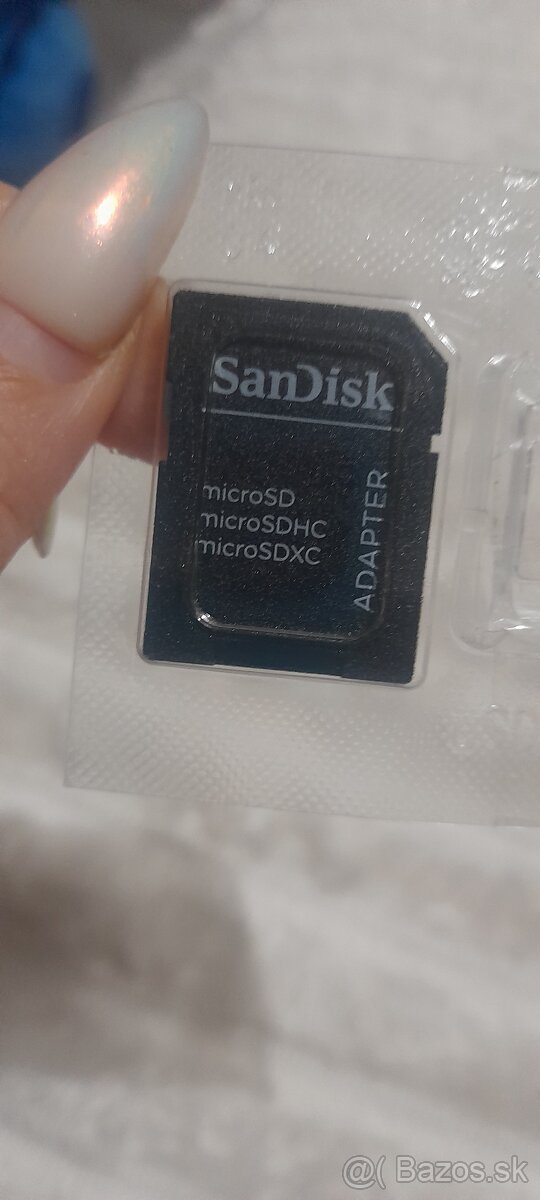 SanDisk
microSD
microSDHC
microSDXC
ADAPTER
@( Bazos.sk